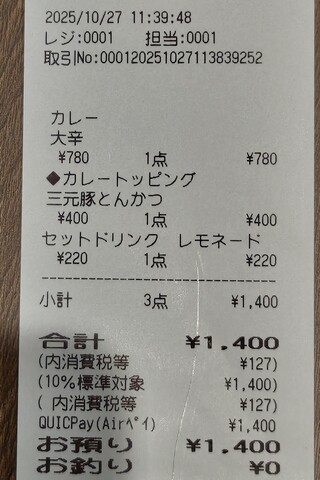 2025/10/27 11:39:48
レジ:0001 担当:0001
取引No:000120251027113839252
カレー
大辛
¥780 1点 ¥780
◆カレートッピング
三元豚とんかつ
¥400 1点 ¥400
セットドリンク レモネード
¥220 1点 ¥220
小計 3点 ¥1,400
合計 ¥1,400
(内消費税等 ¥127)
(10%標準対象 ¥1,400)
( 内消費税等 ¥127)
QUICPay(Airペイ) ¥1,400
お預り ¥1,400
お釣り ¥0